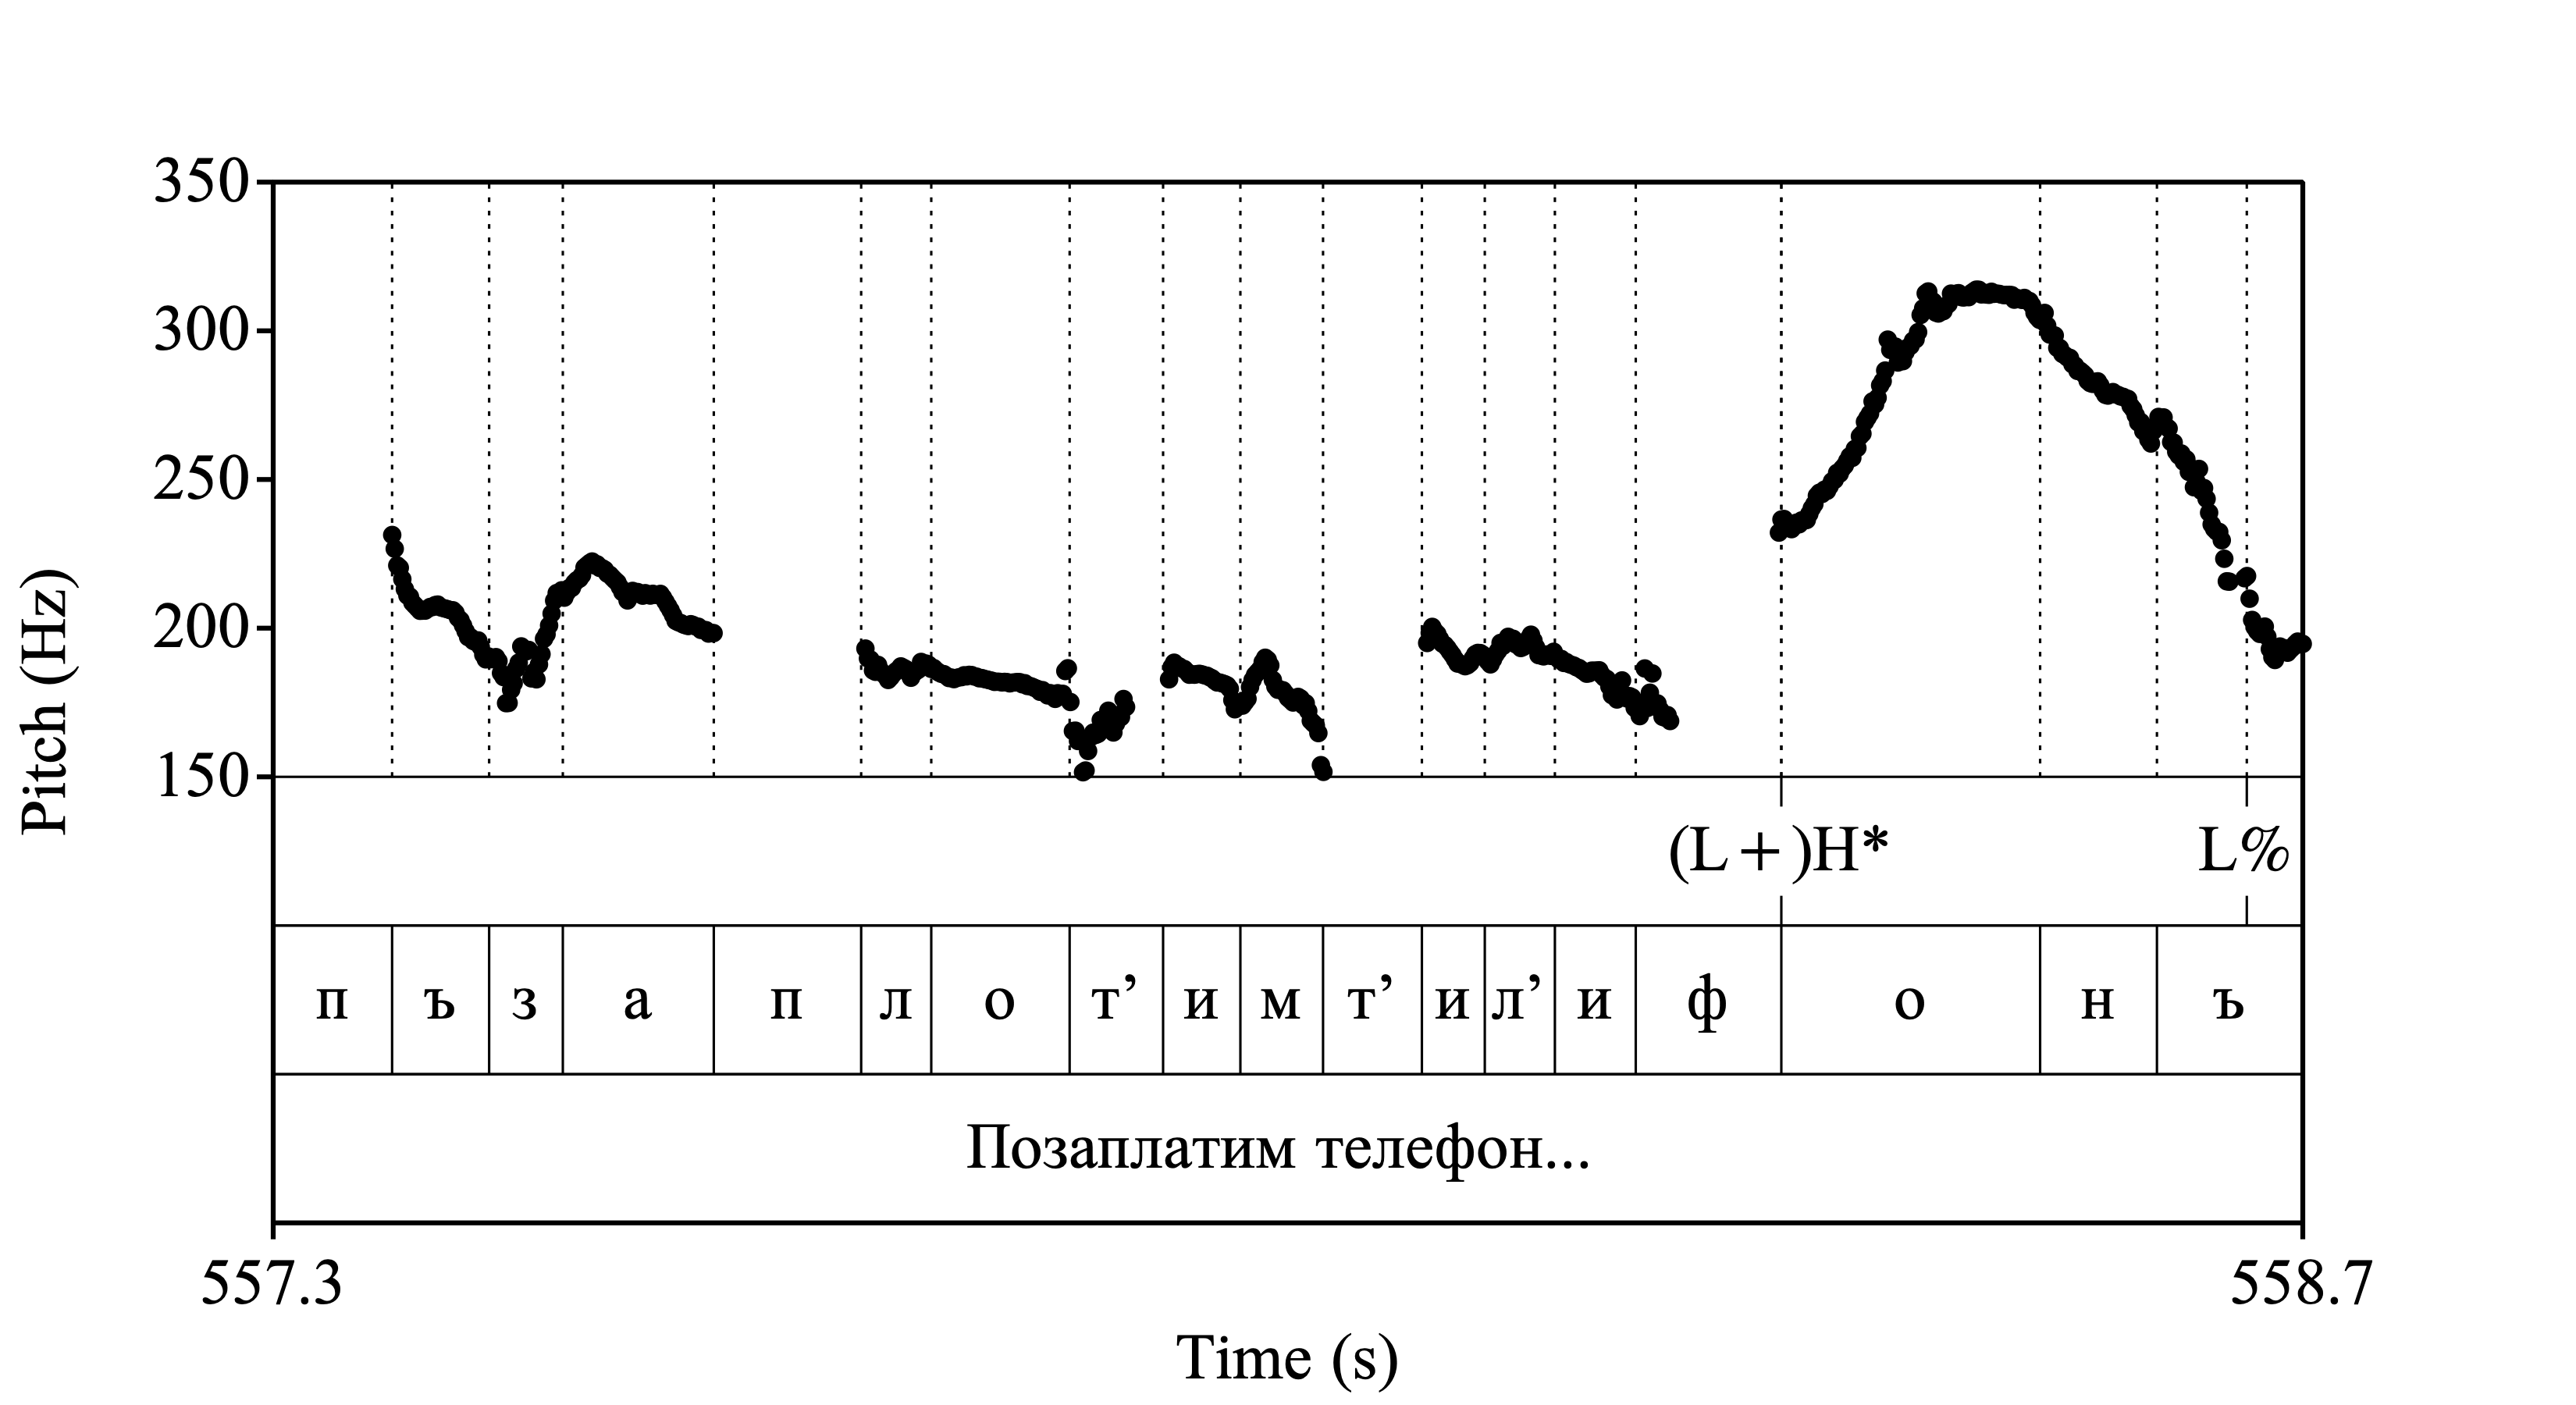 350
300
250
200
150
Pitch (Hz)
(L+)H* L%
п ъ з а п л о т’ и м т’ и л’ и ф о н ъ
Позаплатим телефон...
557.3 558.7
Time (s)